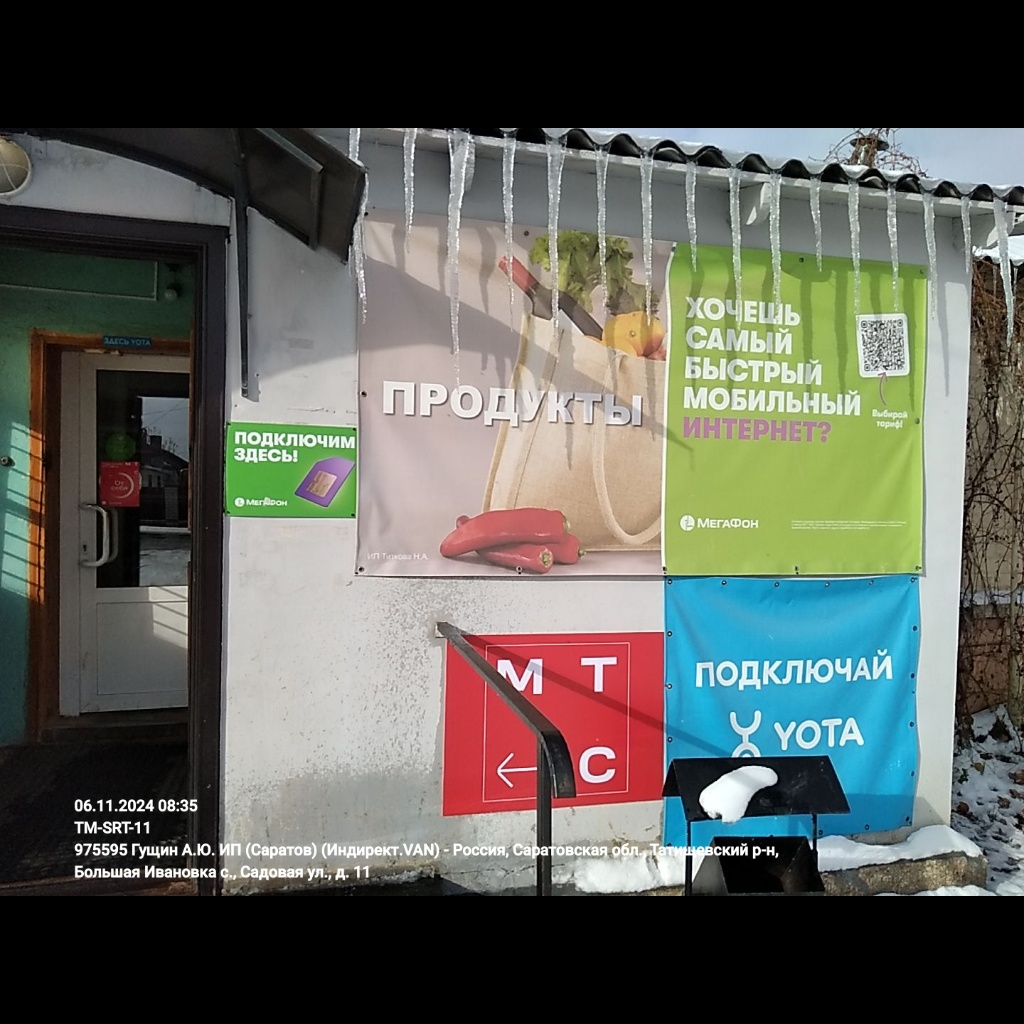 ЗДЕСЬ YOTA
ПОДКЛЮЧИМ
ЗДЕСЬ!
МЕГАФОН
ПРОДУКТЫ
ИП Титкова Н.А.
ХОЧЕШЬ
САМЫЙ
БЫСТРЫЙ
МОБИЛЬНЫЙ
ИНТЕРНЕТ?
Выбирай
тариф!
МЕГАФОН
М Т
С
ПОДКЛЮЧАЙ
YOTA
06.11.2024 08:35
TM-SRT-11
975595 Гущин А.Ю. ИП (Саратов) (Индирект.VAN) - Россия, Саратовская обл., Татищевский р-н,
Большая Ивановка с., Садовая ул., д. 11